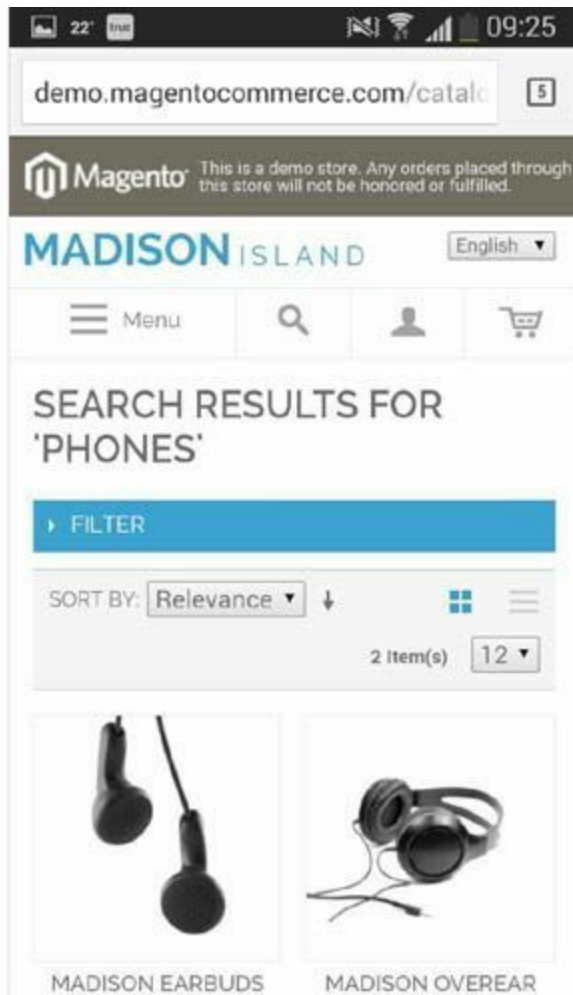 22° true 09:25
demo.magentocommerce.com/catalo 5
Magento This is a demo store. Any orders placed through
this store will not be honored or fulfilled.
MADISON ISLAND English
Menu
SEARCH RESULTS FOR
'PHONES'
FILTER
SORT BY: Relevance
2 Item(s) 12
MADISON EARBUDS MADISON OVEREAR